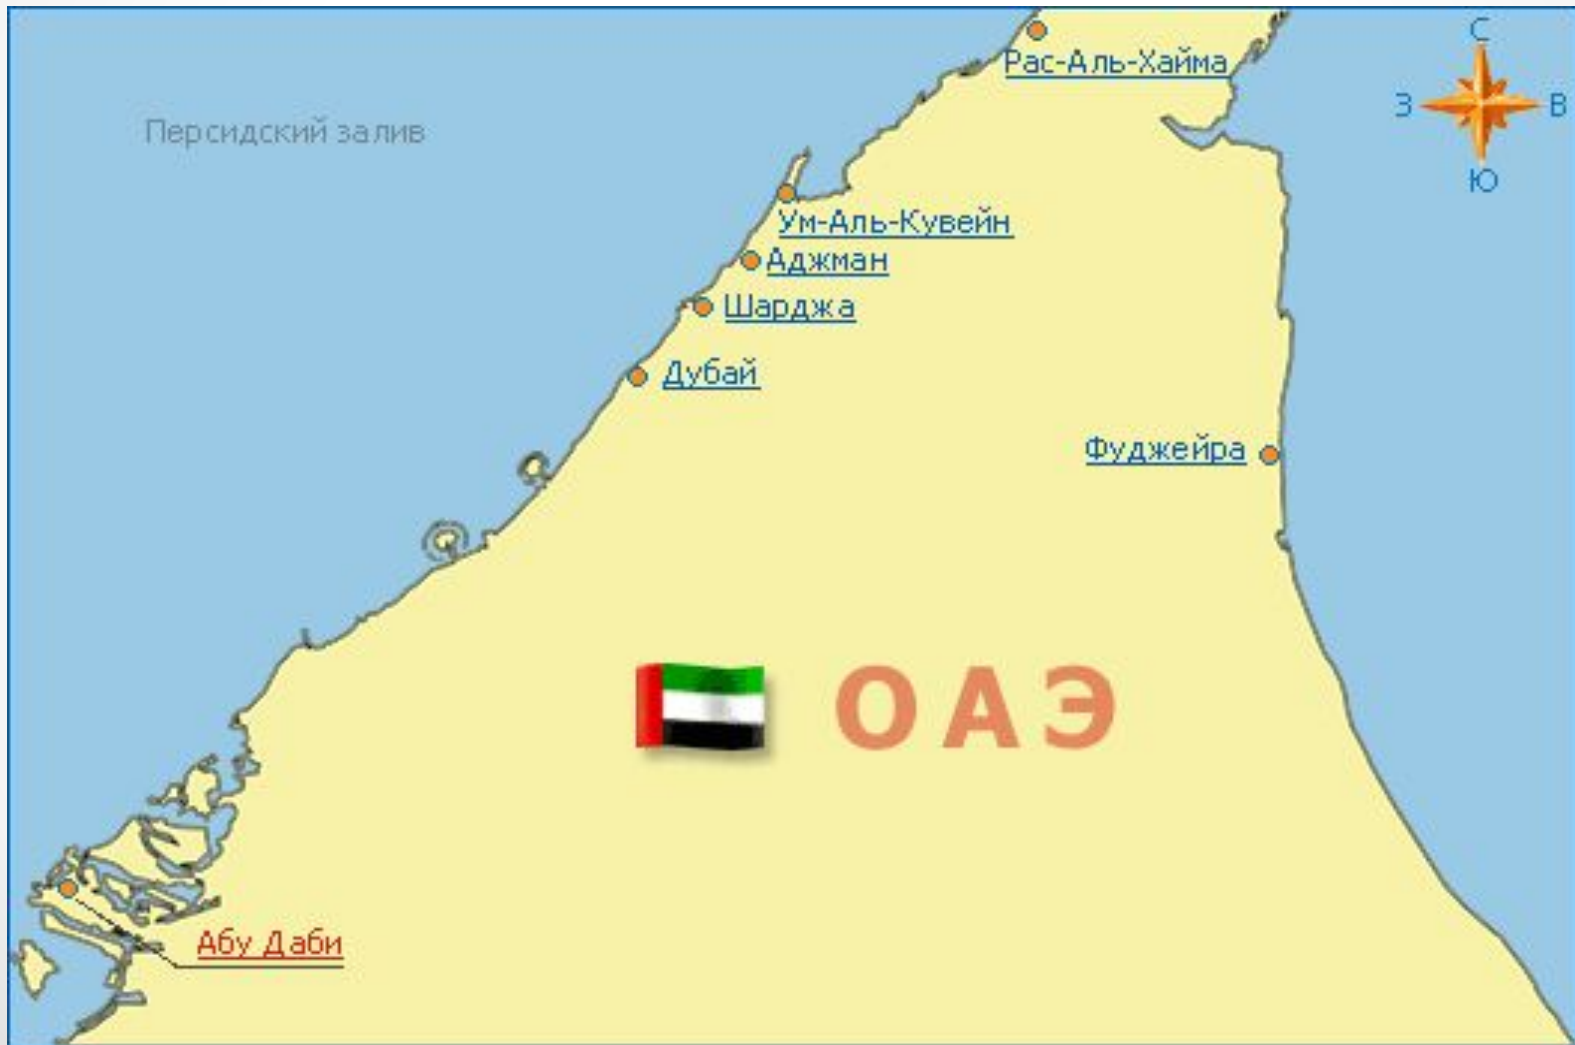 С
Рас-Аль-Хайма
З
В
Персидский залив
Ю
Ум-Аль-Кувейн
Аджман
Шарджа
Дубай
Фуджейра
ОАЭ
Абу Даби